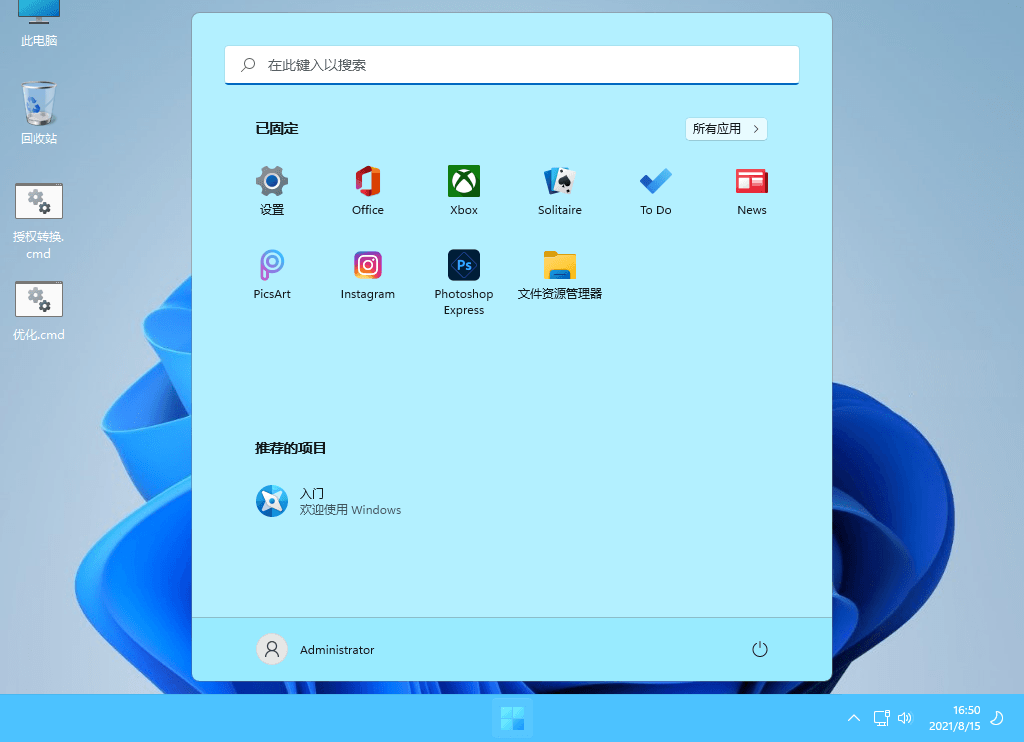 此电脑
回收站
授权转换.
cmd
优化.cmd
在此键入以搜索
已固定
所有应用
设置
Office
Xbox
Solitaire
To Do
News
PicsArt
Instagram
Ps
Photoshop
Express
文件资源管理器
推荐的项目
入门
欢迎使用 Windows
Administrator
16:50
2021/8/15